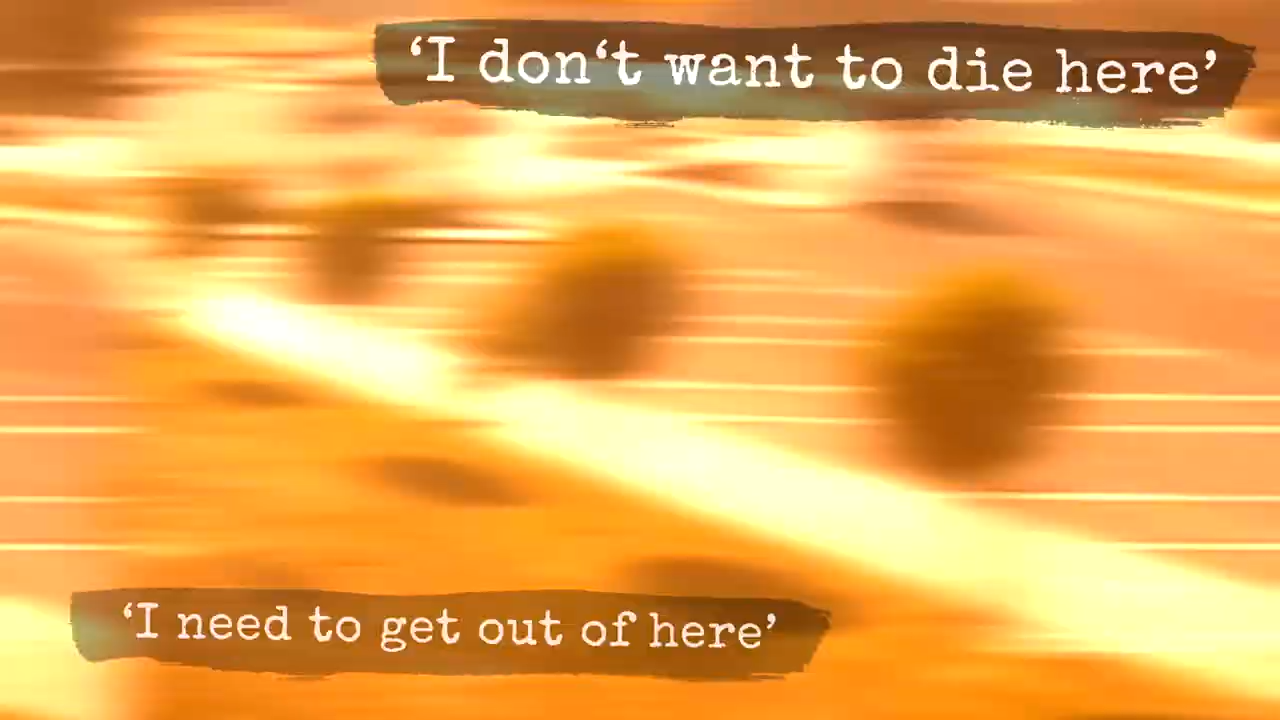 ‘I don‘t want to die here’
‘I need to get out of here’